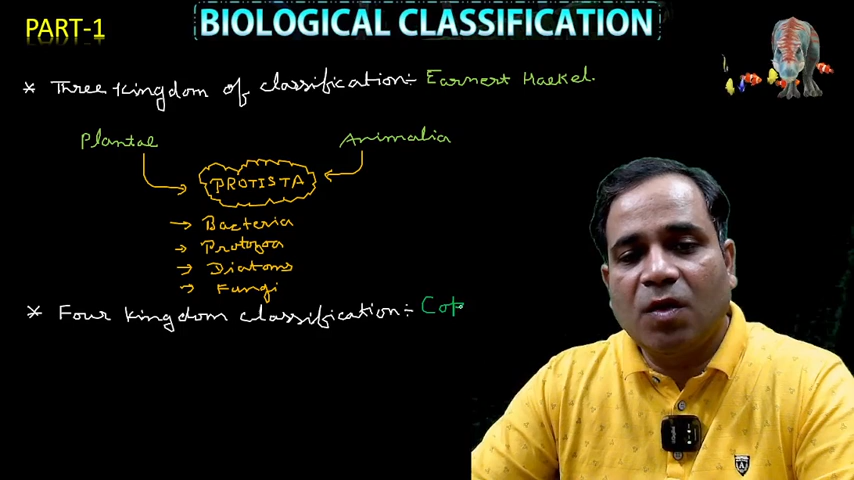 PART-1
BIOLOGICAL CLASSIFICATION
* Three kingdom of classification:- Earnert Haekel.
Plantae
Animalia
PROTISTA
→ Bacteria
→ Protozoa
→ Diatoms
→ Fungi
* Four kingdom classification:- Cop